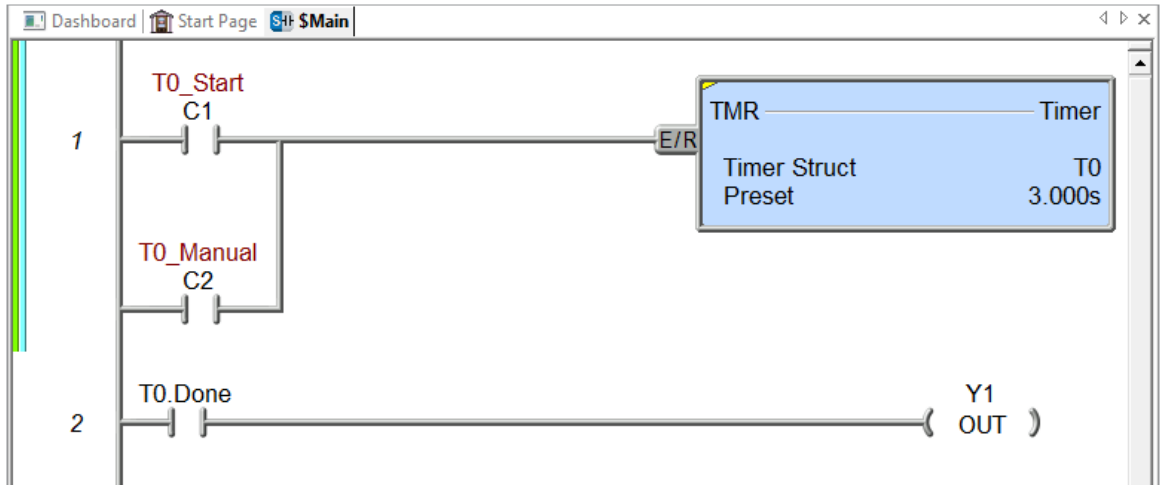 Dashboard Start Page $Main
T0_Start
C1
TMR Timer
1
E/R
Timer Struct T0
Preset 3.000s
T0_Manual
C2
T0.Done Y1
2
OUT